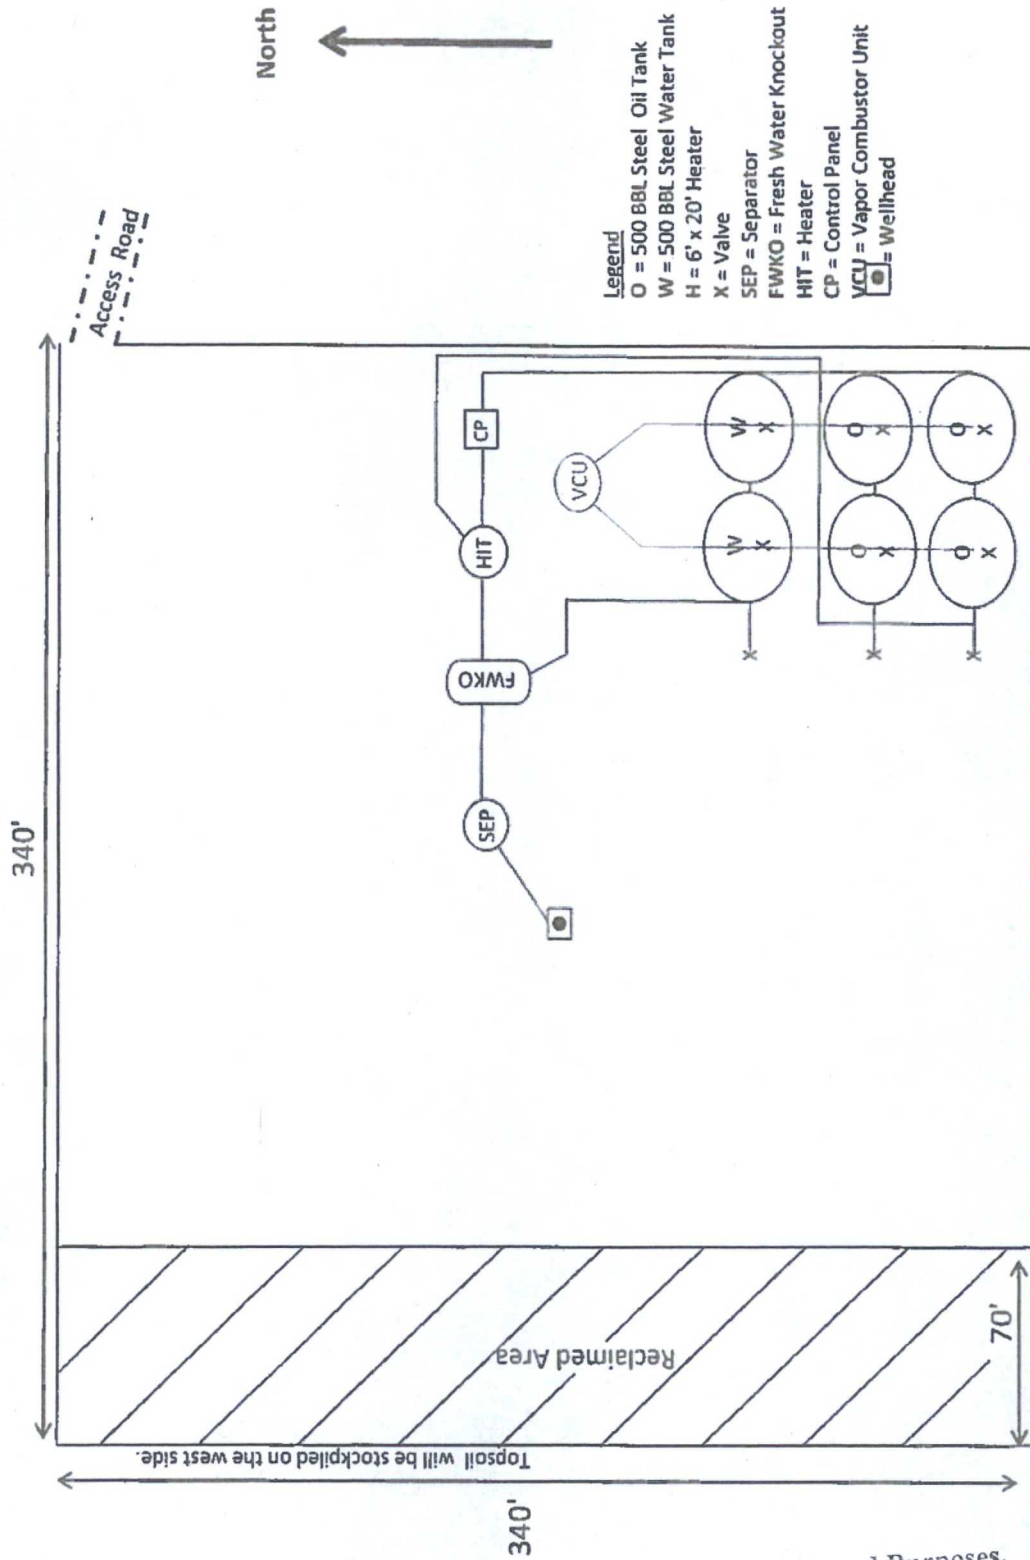 North
Access Road
340'
Legend
O = 500 BBL Steel Oil Tank
W = 500 BBL Steel Water Tank
H = 6' x 20' Heater
X = Valve
SEP = Separator
FWKO = Fresh Water Knockout
HIT = Heater
CP = Control Panel
VCU = Vapor Combustor Unit
= Wellhead
CP
HIT
VCU
FWKO
SEP
W
X
W
X
O
X
O
X
O
X
O
X
X
X
X
Reclaimed Area
70'
Topsoil will be stockpiled on the west side.
340'
Purposes.